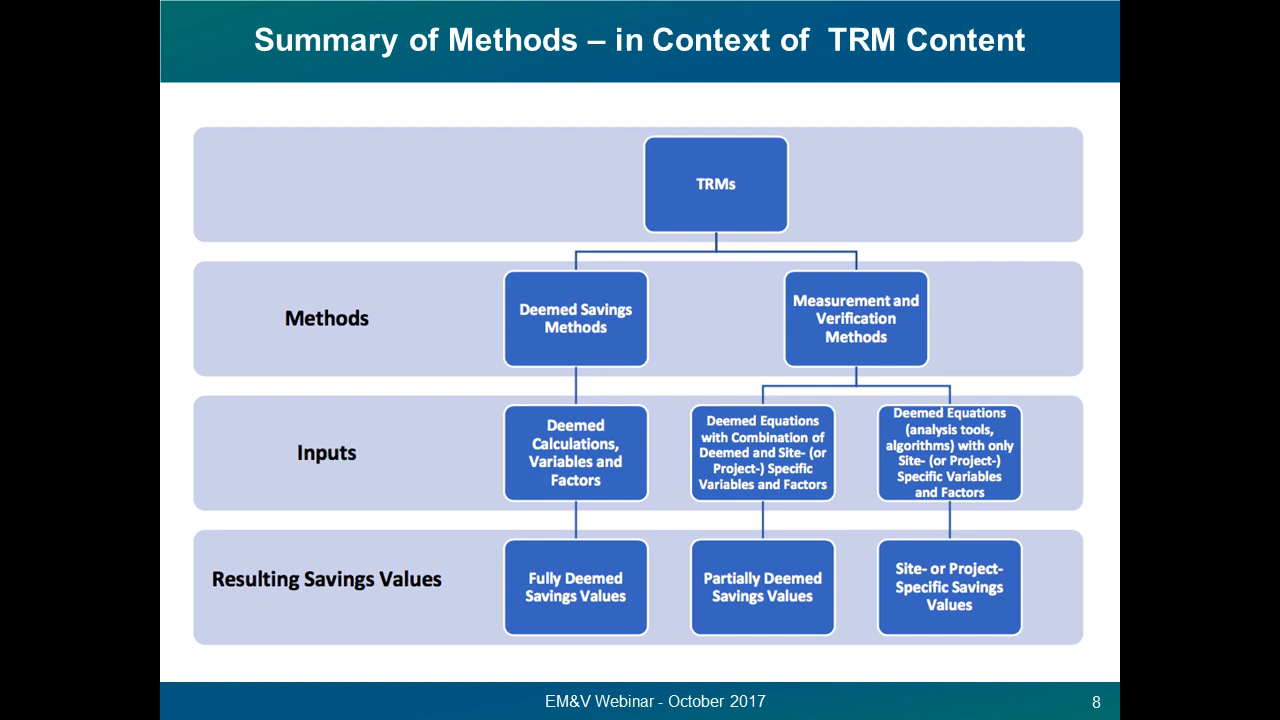 Summary of Methods – in Context of  TRM Content
TRMs
Methods
Deemed Savings
Methods
Measurement and
Verification
Methods
Inputs
Deemed
Calculations,
Variables and
Factors
Deemed Equations
with Combination of
Deemed and Site- (or
Project-) Specific
Variables and Factors
Deemed Equations
(analysis tools,
algorithms) with only
Site- (or Project-)
Specific Variables
and Factors
Resulting Savings Values
Fully Deemed
Savings Values
Partially Deemed
Savings Values
Site- or Project-
Specific Savings
Values
EM&V Webinar - October 2017
8